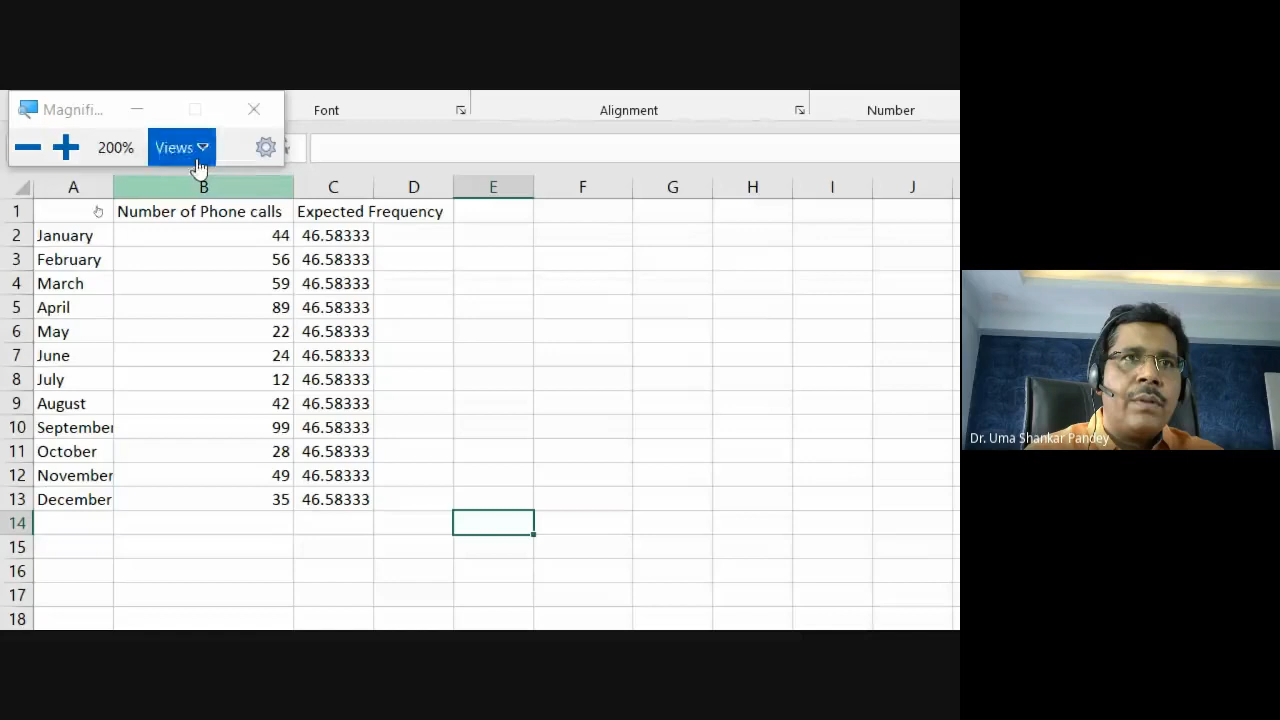 Magnifi...
Font
Alignment
Number
200%
Views
A B C D E F G H I J
1 Number of Phone calls Expected Frequency
2 January 44 46.58333
3 February 56 46.58333
4 March 59 46.58333
5 April 89 46.58333
6 May 22 46.58333
7 June 24 46.58333
8 July 12 46.58333
9 August 42 46.58333
10 September 99 46.58333
11 October 28 46.58333
12 November 49 46.58333
13 December 35 46.58333
14
15
16
17
18
Dr. Uma Shankar Pandey